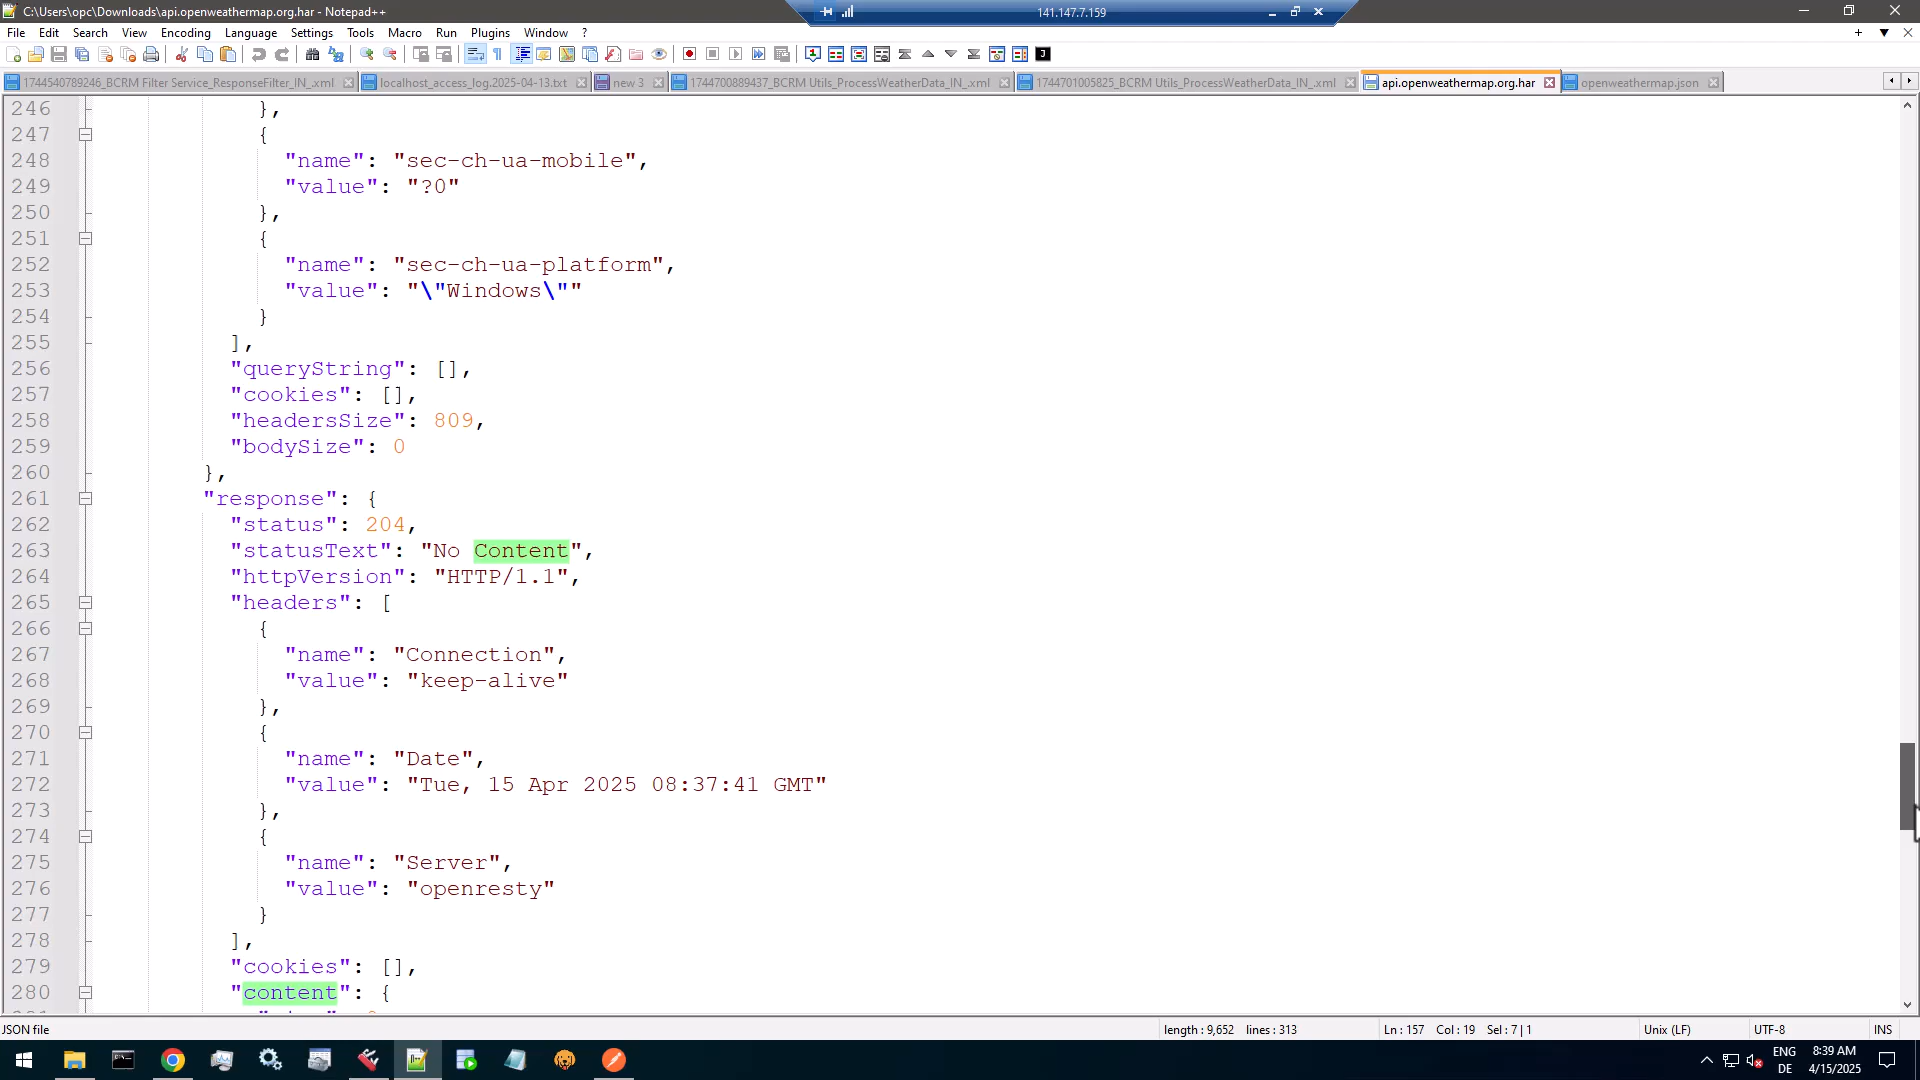 C:\Users\opc\Downloads\api.openweathermap.org.har - Notepad++
141.147.7.159
File Edit Search View Encoding Language Settings Tools Macro Run Plugins Window ?
1744540789246_BCRM Filter Service_ResponseFilter_IN_.xml
localhost_access_log.2025-04-13.txt
new 3
1744700889437_BCRM Utils_ProcessWeatherData_IN_.xml
1744701005825_BCRM Utils_ProcessWeatherData_IN_.xml
api.openweathermap.org.har
openweathermap.json
246 },
247 {
248 "name": "sec-ch-ua-mobile",
249 "value": "?0"
250 },
251 {
252 "name": "sec-ch-ua-platform",
253 "value": "\"Windows\""
254 }
255 ],
256 "queryString": [],
257 "cookies": [],
258 "headersSize": 809,
259 "bodySize": 0
260 },
261 "response": {
262 "status": 204,
263 "statusText": "No Content",
264 "httpVersion": "HTTP/1.1",
265 "headers": [
266 {
267 "name": "Connection",
268 "value": "keep-alive"
269 },
270 {
271 "name": "Date",
272 "value": "Tue, 15 Apr 2025 08:37:41 GMT"
273 },
274 {
275 "name": "Server",
276 "value": "openresty"
277 }
278 ],
279 "cookies": [],
280 "content": {
JSON file
length : 9,652 lines : 313
Ln : 157 Col : 19 Sel : 7 | 1
Unix (LF)
UTF-8
INS
ENG
DE
8:39 AM
4/15/2025